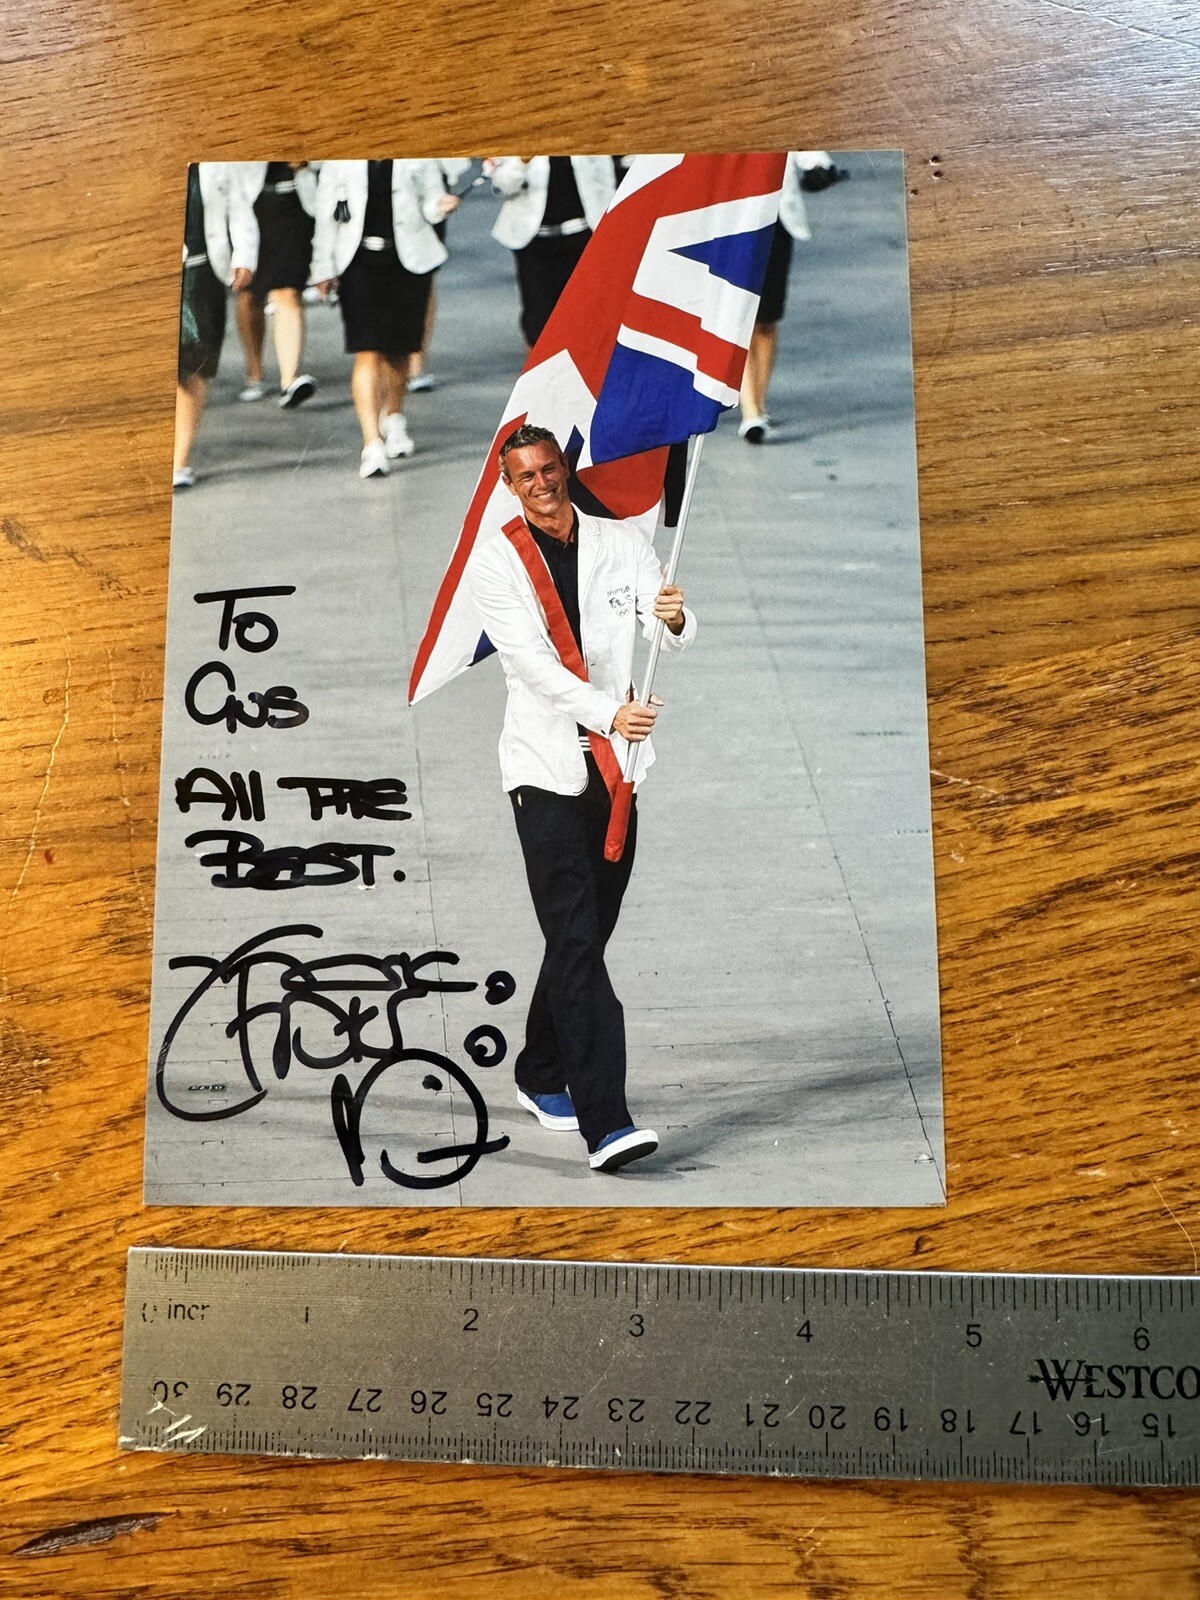 To
Gus
All THE
BEST.
0 inch 1 2 3 4 5 6
WESTCO
30 29 28 27 26 25 24 23 22 21 20 19 18 17 16 15